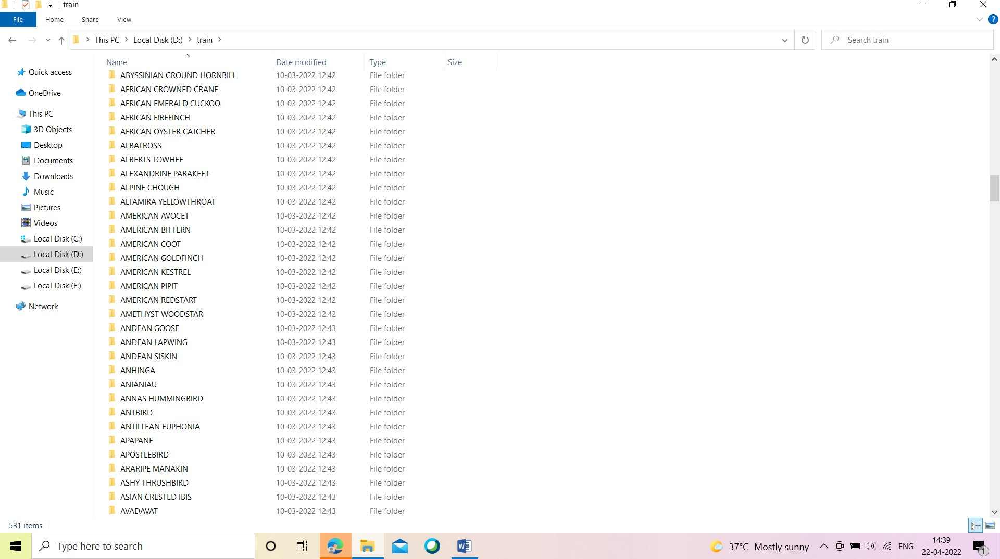 train
File Home Share View
This PC Local Disk (D:) train
Search train
Name Date modified Type Size
Quick access
OneDrive
This PC
3D Objects
Desktop
Documents
Downloads
Music
Pictures
Videos
Local Disk (C:)
Local Disk (D:)
Local Disk (E:)
Local Disk (F:)
Network
ABYSSINIAN GROUND HORNBILL 10-03-2022 12:42 File folder
AFRICAN CROWNED CRANE 10-03-2022 12:42 File folder
AFRICAN EMERALD CUCKOO 10-03-2022 12:42 File folder
AFRICAN FIREFINCH 10-03-2022 12:42 File folder
AFRICAN OYSTER CATCHER 10-03-2022 12:42 File folder
ALBATROSS 10-03-2022 12:42 File folder
ALBERTS TOWHEE 10-03-2022 12:42 File folder
ALEXANDRINE PARAKEET 10-03-2022 12:42 File folder
ALPINE CHOUGH 10-03-2022 12:42 File folder
ALTAMIRA YELLOWTHROAT 10-03-2022 12:42 File folder
AMERICAN AVOCET 10-03-2022 12:42 File folder
AMERICAN BITTERN 10-03-2022 12:42 File folder
AMERICAN COOT 10-03-2022 12:42 File folder
AMERICAN GOLDFINCH 10-03-2022 12:42 File folder
AMERICAN KESTREL 10-03-2022 12:42 File folder
AMERICAN PIPIT 10-03-2022 12:42 File folder
AMERICAN REDSTART 10-03-2022 12:42 File folder
AMETHYST WOODSTAR 10-03-2022 12:42 File folder
ANDEAN GOOSE 10-03-2022 12:43 File folder
ANDEAN LAPWING 10-03-2022 12:43 File folder
ANDEAN SISKIN 10-03-2022 12:43 File folder
ANHINGA 10-03-2022 12:43 File folder
ANIANIAU 10-03-2022 12:43 File folder
ANNAS HUMMINGBIRD 10-03-2022 12:43 File folder
ANTBIRD 10-03-2022 12:43 File folder
ANTILLEAN EUPHONIA 10-03-2022 12:43 File folder
APAPANE 10-03-2022 12:43 File folder
APOSTLEBIRD 10-03-2022 12:43 File folder
ARARIPE MANAKIN 10-03-2022 12:43 File folder
ASHY THRUSHBIRD 10-03-2022 12:43 File folder
ASIAN CRESTED IBIS 10-03-2022 12:43 File folder
AVADAVAT 10-03-2022 12:43 File folder
531 items
Type here to search
37°C Mostly sunny
ENG
14:39
22-04-2022
1